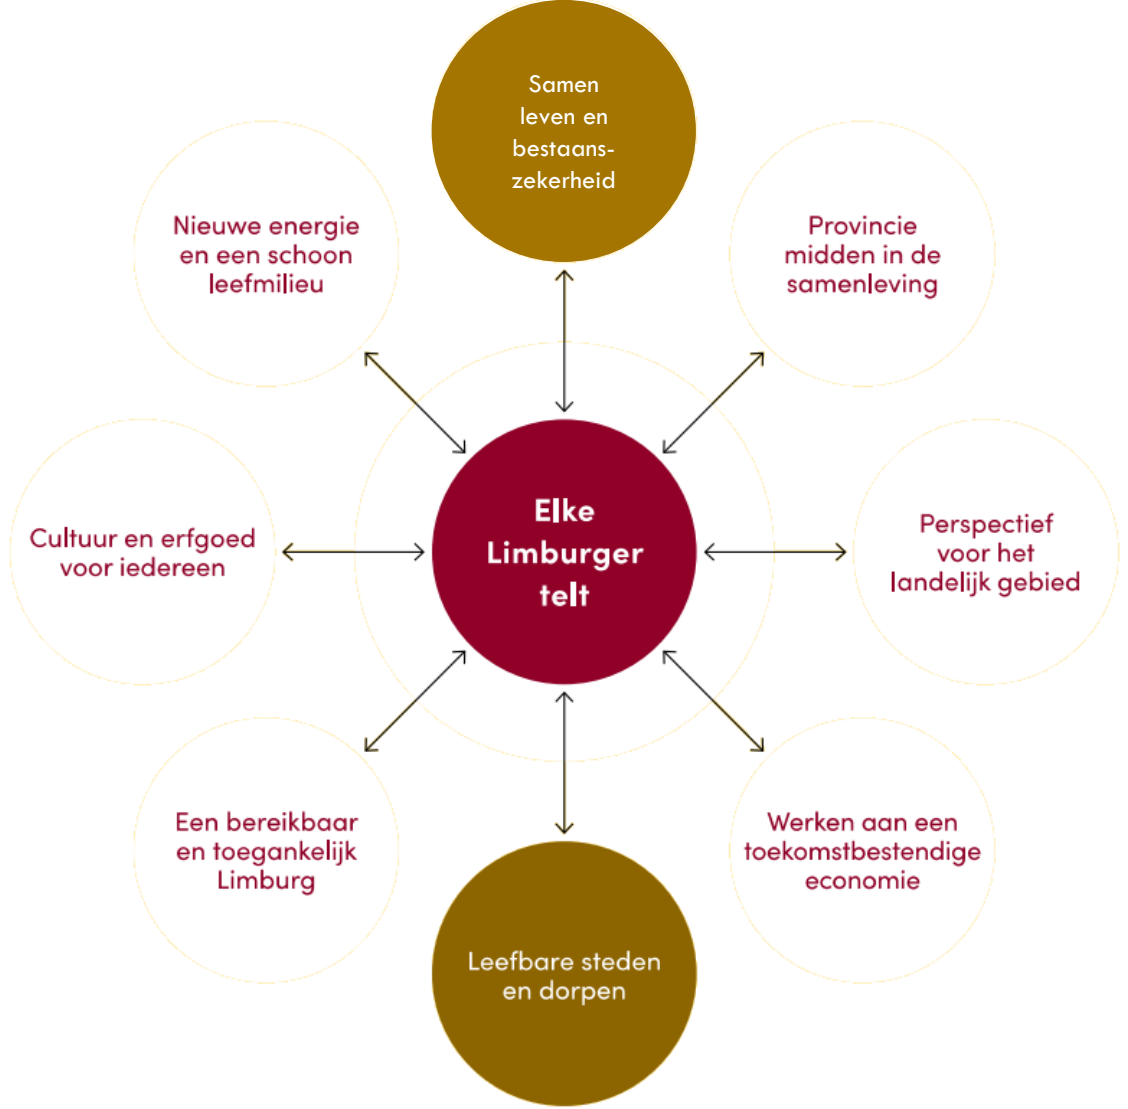 Samen
leven en
bestaans-
zekerheid
Provincie
midden in de
samenleving
Perspectief
voor het
landelijk gebied
Werken aan een
toekomstbestendige
economie
Leefbare steden
en dorpen
Een bereikbaar
en toegankelijk
Limburg
Cultuur en erfgoed
voor iedereen
Nieuwe energie
en een schoon
leefmilieu
Elke
Limburger
telt